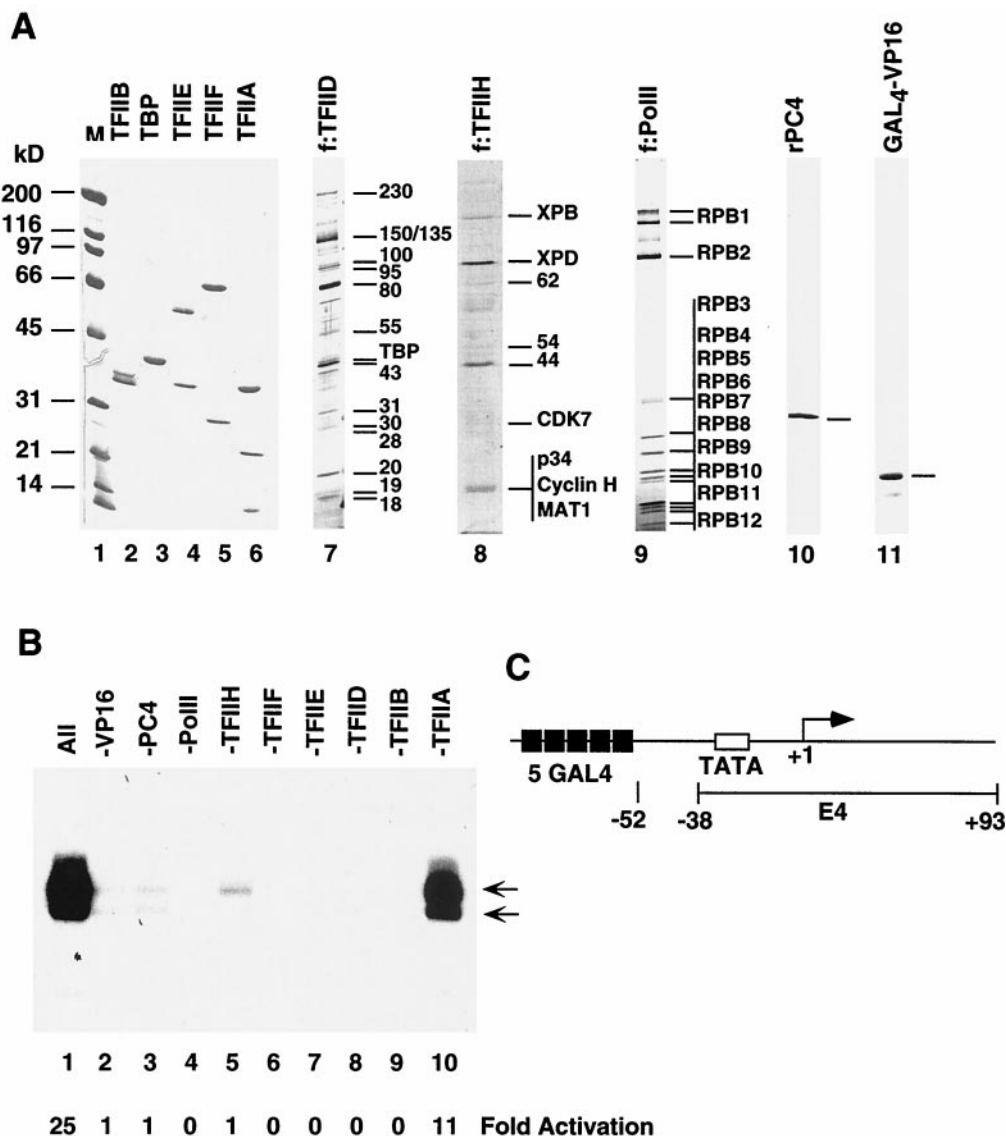 A
M
TFIIB
TBP
TFIIE
TFIIF
TFIIA
f:TFIID
f:TFIIH
f:PolII
rPC4
GAL4-VP16
kD
200
116
97
66
45
31
21
14
230
150/135
100
95
80
55
TBP
43
31
30
28
20
19
18
XPB
XPD
62
54
44
CDK7
p34
Cyclin H
MAT1
RPB1
RPB2
RPB3
RPB4
RPB5
RPB6
RPB7
RPB8
RPB9
RPB10
RPB11
RPB12
1 2 3 4 5 6 7 8 9 10 11
B
All
-VP16
-PC4
-PolII
-TFIIH
-TFIIF
-TFIIE
-TFIID
-TFIIB
-TFIIA
1 2 3 4 5 6 7 8 9 10
25 1 1 0 1 0 0 0 0 11 Fold Activation
C
5 GAL4
TATA
+1
-52
-38
E4
+93